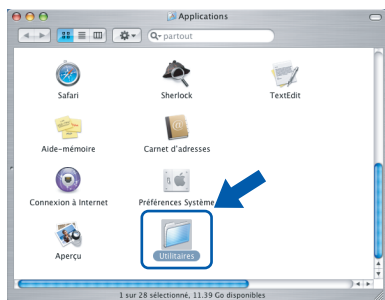 Applications
partout
Safari
Sherlock
TextEdit
Aide-mémoire
Carnet d'adresses
Connexion à Internet
Préférences Système
Aperçu
Utilitaires
1 sur 28 sélectionné, 11.39 Go disponibles